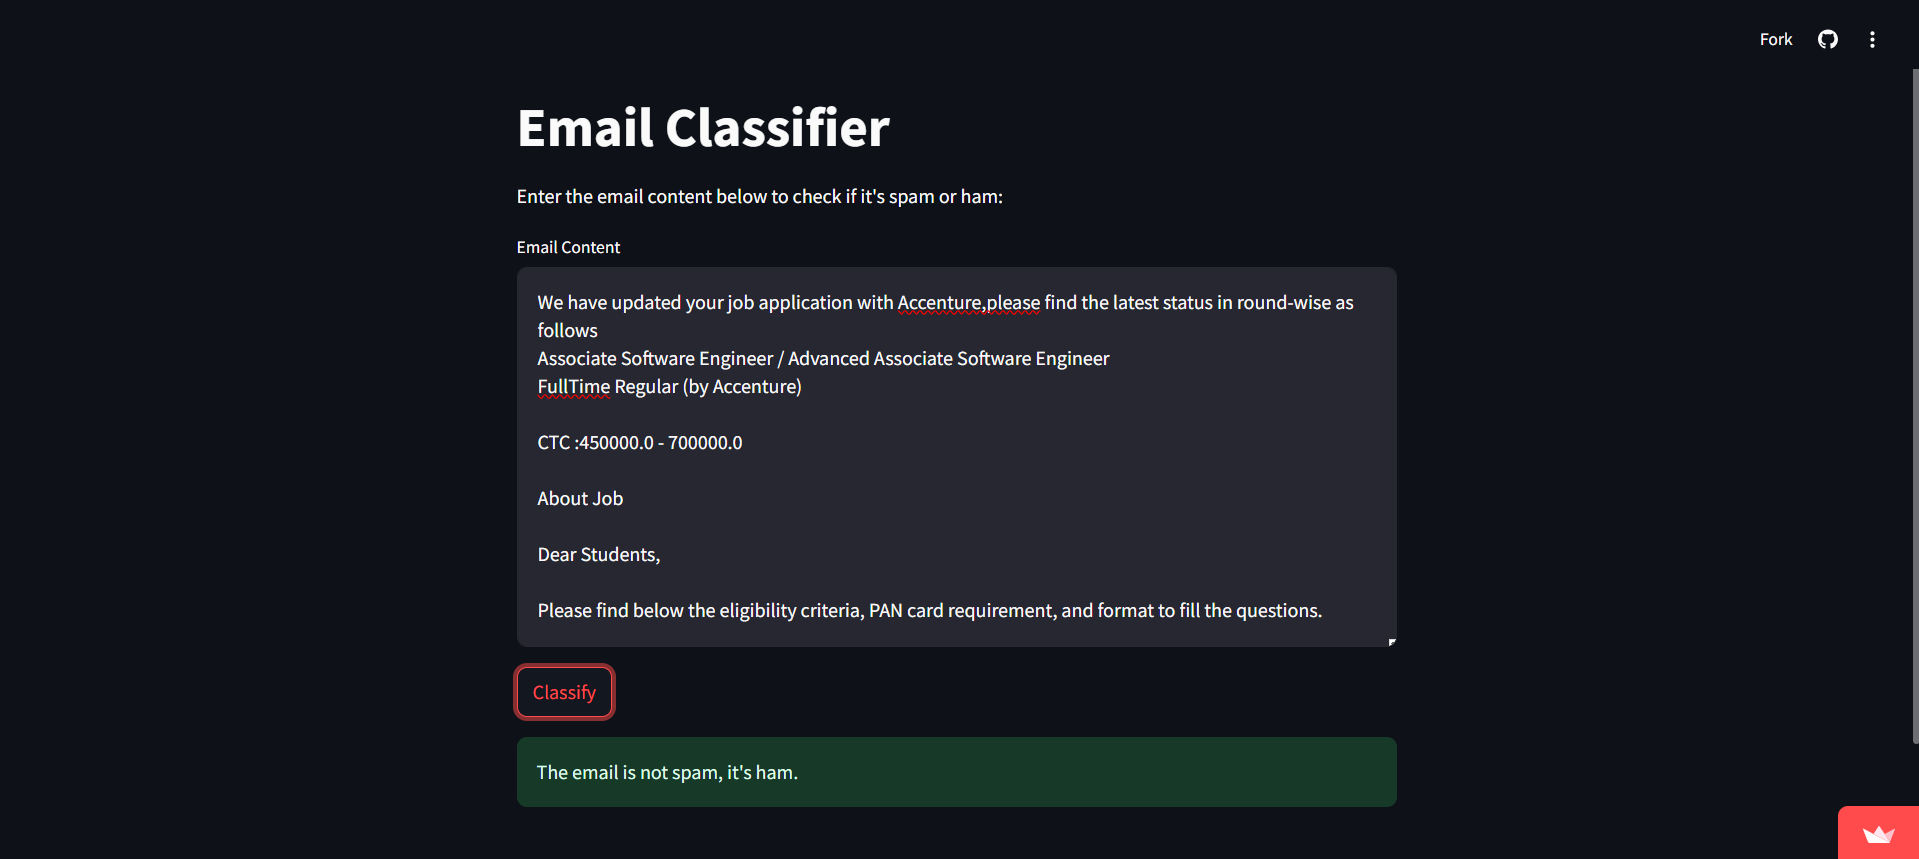 Fork
Email Classifier
Enter the email content below to check if it's spam or ham:
Email Content
We have updated your job application with Accenture,please find the latest status in round-wise as
follows
Associate Software Engineer / Advanced Associate Software Engineer
FullTime Regular (by Accenture)
CTC :450000.0 - 700000.0
About Job
Dear Students,
Please find below the eligibility criteria, PAN card requirement, and format to fill the questions.
Classify
The email is not spam, it's ham.